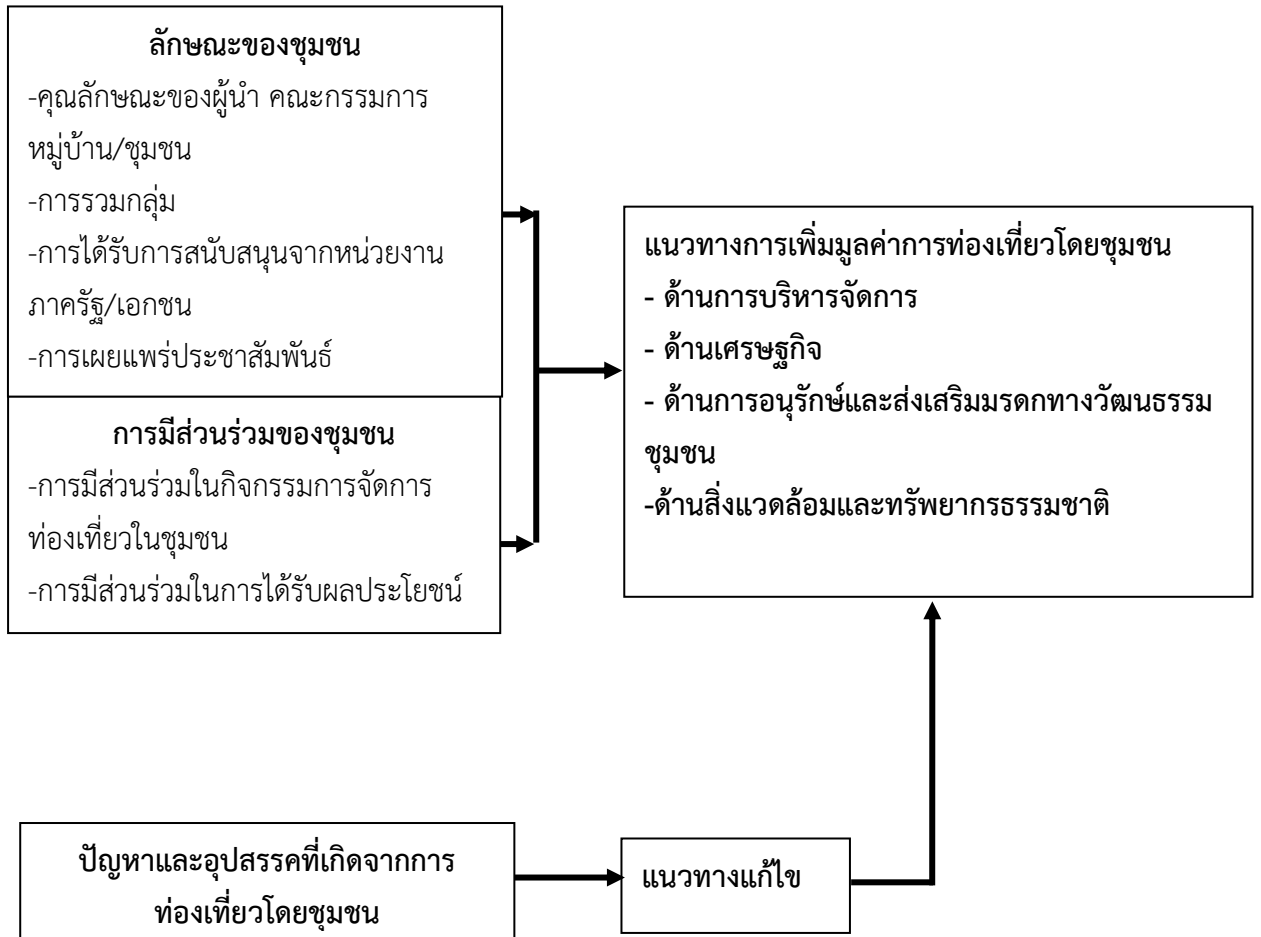 ลักษณะของชุมชน
-คุณลักษณะของผู้นำ คณะกรรมการ
หมู่บ้าน/ชุมชน
-การรวมกลุ่ม
-การได้รับการสนับสนุนจากหน่วยงาน
ภาครัฐ/เอกชน
-การเผยแพร่ประชาสัมพันธ์
การมีส่วนร่วมของชุมชน
-การมีส่วนร่วมในกิจกรรมการจัดการ
ท่องเที่ยวในชุมชน
-การมีส่วนร่วมในการได้รับผลประโยชน์
แนวทางการเพิ่มมูลค่าการท่องเที่ยวโดยชุมชน
- ด้านการบริหารจัดการ
- ด้านเศรษฐกิจ
- ด้านการอนุรักษ์และส่งเสริมมรดกทางวัฒนธรรม
ชุมชน
-ด้านสิ่งแวดล้อมและทรัพยากรธรรมชาติ
ปัญหาและอุปสรรคที่เกิดจากการ
ท่องเที่ยวโดยชุมชน
แนวทางแก้ไข